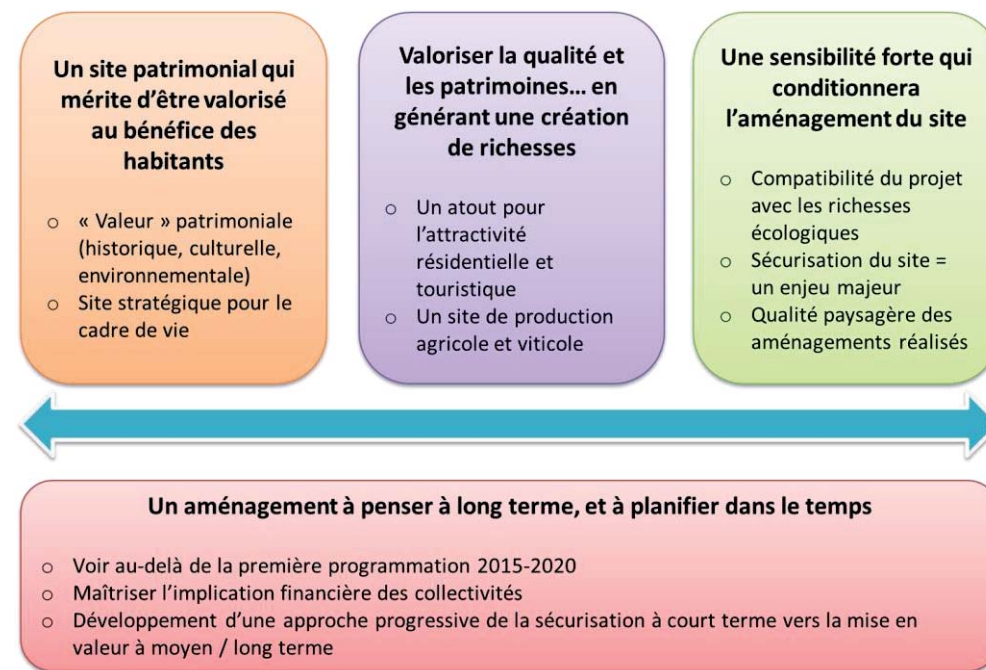 Un site patrimonial qui
mérite d'être valorisé
au bénéfice des
habitants
o « Valeur » patrimoniale
(historique, culturelle,
environnementale)
o Site stratégique pour le
cadre de vie
Valoriser la qualité et
les patrimoines… en
générant une création
de richesses
o Un atout pour
l'attractivité
résidentielle et
touristique
o Un site de production
agricole et viticole
Une sensibilité forte qui
conditionnera
l'aménagement du site
o Compatibilité du projet
avec les richesses
écologiques
o Sécurisation du site =
un enjeu majeur
o Qualité paysagère des
aménagements réalisés
Un aménagement à penser à long terme, et à planifier dans le temps
o Voir au-delà de la première programmation 2015-2020
o Maîtriser l'implication financière des collectivités
o Développement d'une approche progressive de la sécurisation à court terme vers la mise en
valeur à moyen / long terme